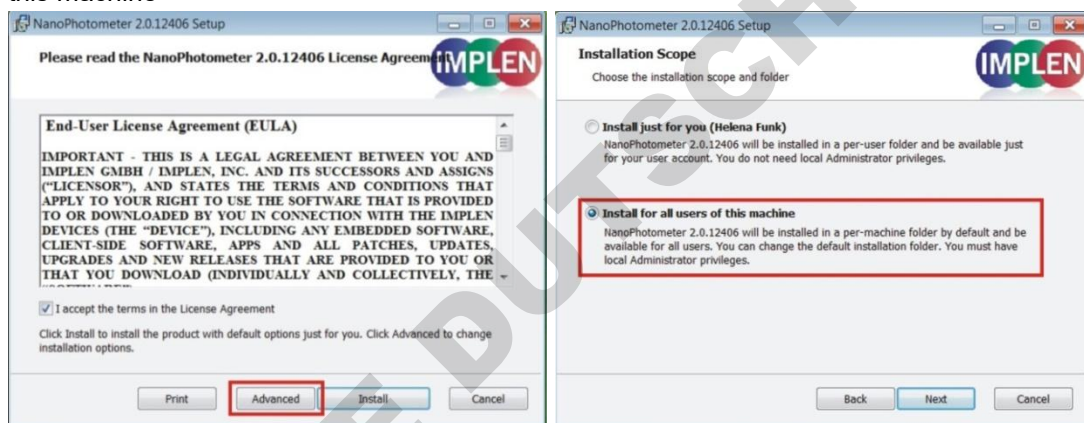 this machine
NanoPhotometer 2.0.12406 Setup
Please read the NanoPhotometer 2.0.12406 License Agreem
IMPLEN
End-User License Agreement (EULA)
IMPORTANT - THIS IS A LEGAL AGREEMENT BETWEEN YOU AND
IMPLEN GMBH / IMPLEN, INC. AND ITS SUCCESSORS AND ASSIGNS
("LICENSOR"), AND STATES THE TERMS AND CONDITIONS THAT
APPLY TO YOUR RIGHT TO USE THE SOFTWARE THAT IS PROVIDED
TO OR DOWNLOADED BY YOU IN CONNECTION WITH THE IMPLEN
DEVICES (THE "DEVICE"), INCLUDING ANY EMBEDDED SOFTWARE,
CLIENT-SIDE SOFTWARE, APPS AND ALL PATCHES, UPDATES,
UPGRADES AND NEW RELEASES THAT ARE PROVIDED TO YOU OR
THAT YOU DOWNLOAD (INDIVIDUALLY AND COLLECTIVELY, THE
I accept the terms in the License Agreement
Click Install to install the product with default options just for you. Click Advanced to change
installation options.
Print Advanced Install Cancel
NanoPhotometer 2.0.12406 Setup
Installation Scope
Choose the installation scope and folder
IMPLEN
Install just for you (Helena Funk)
NanoPhotometer 2.0.12406 will be installed in a per-user folder and be available just
for your user account. You do not need local Administrator privileges.
Install for all users of this machine
NanoPhotometer 2.0.12406 will be installed in a per-machine folder by default and be
available for all users. You can change the default installation folder. You must have
local Administrator privileges.
Back Next Cancel